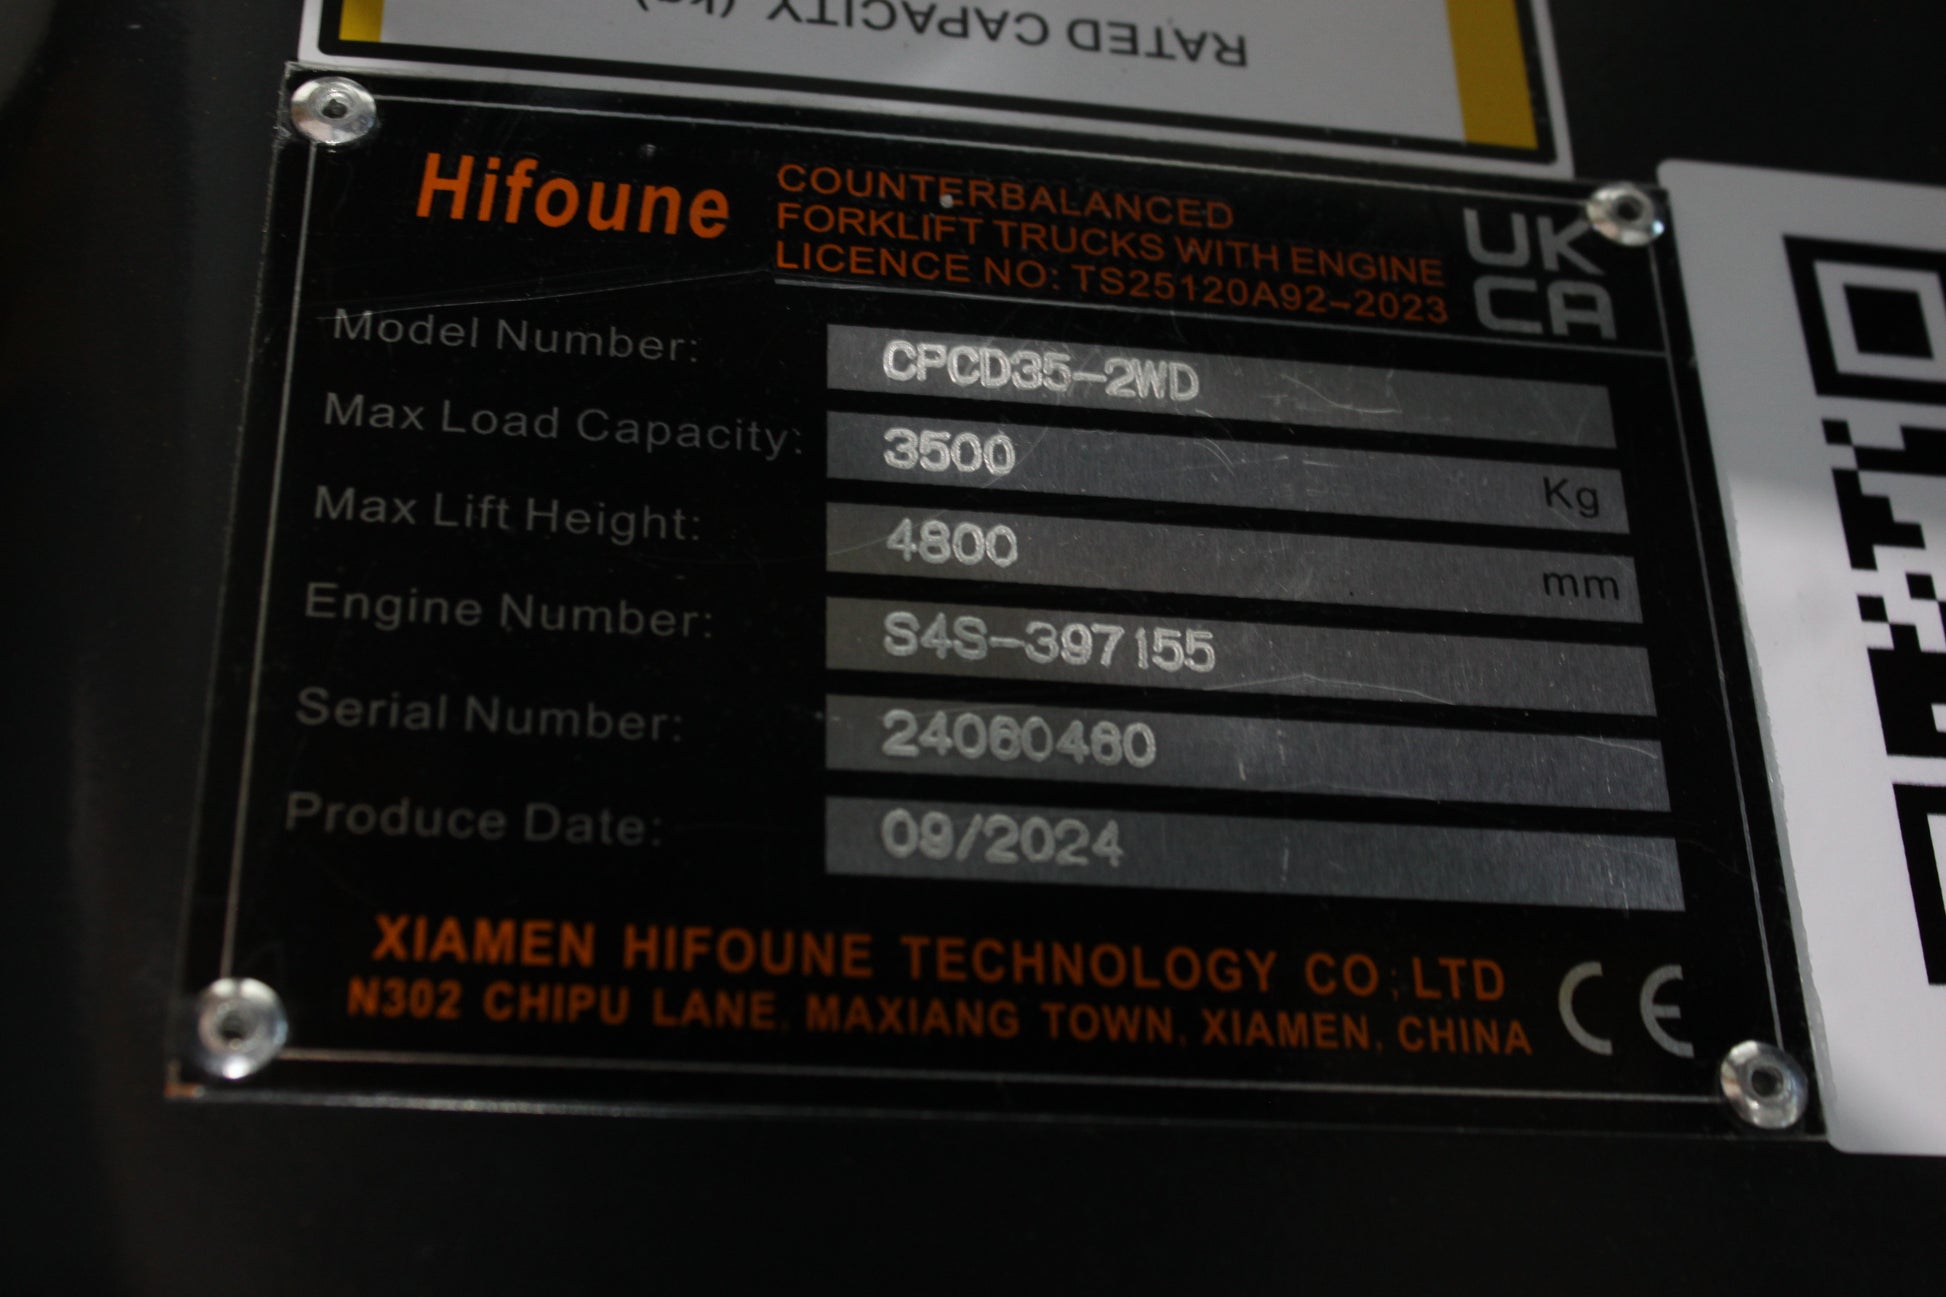 RATED CAPACITY (kg)
Hifoune
COUNTERBALANCED
FORKLIFT TRUCKS WITH ENGINE
LICENCE NO: TS25120A92-2023
UK
CA
Model Number: CPCD35-2WD
Max Load Capacity: 3500 Kg
Max Lift Height: 4800 mm
Engine Number: S4S-397155
Serial Number: 24060460
Produce Date: 09/2024
XIAMEN HIFOUNE TECHNOLOGY CO;LTD
N302 CHIPU LANE, MAXIANG TOWN, XIAMEN, CHINA
CE